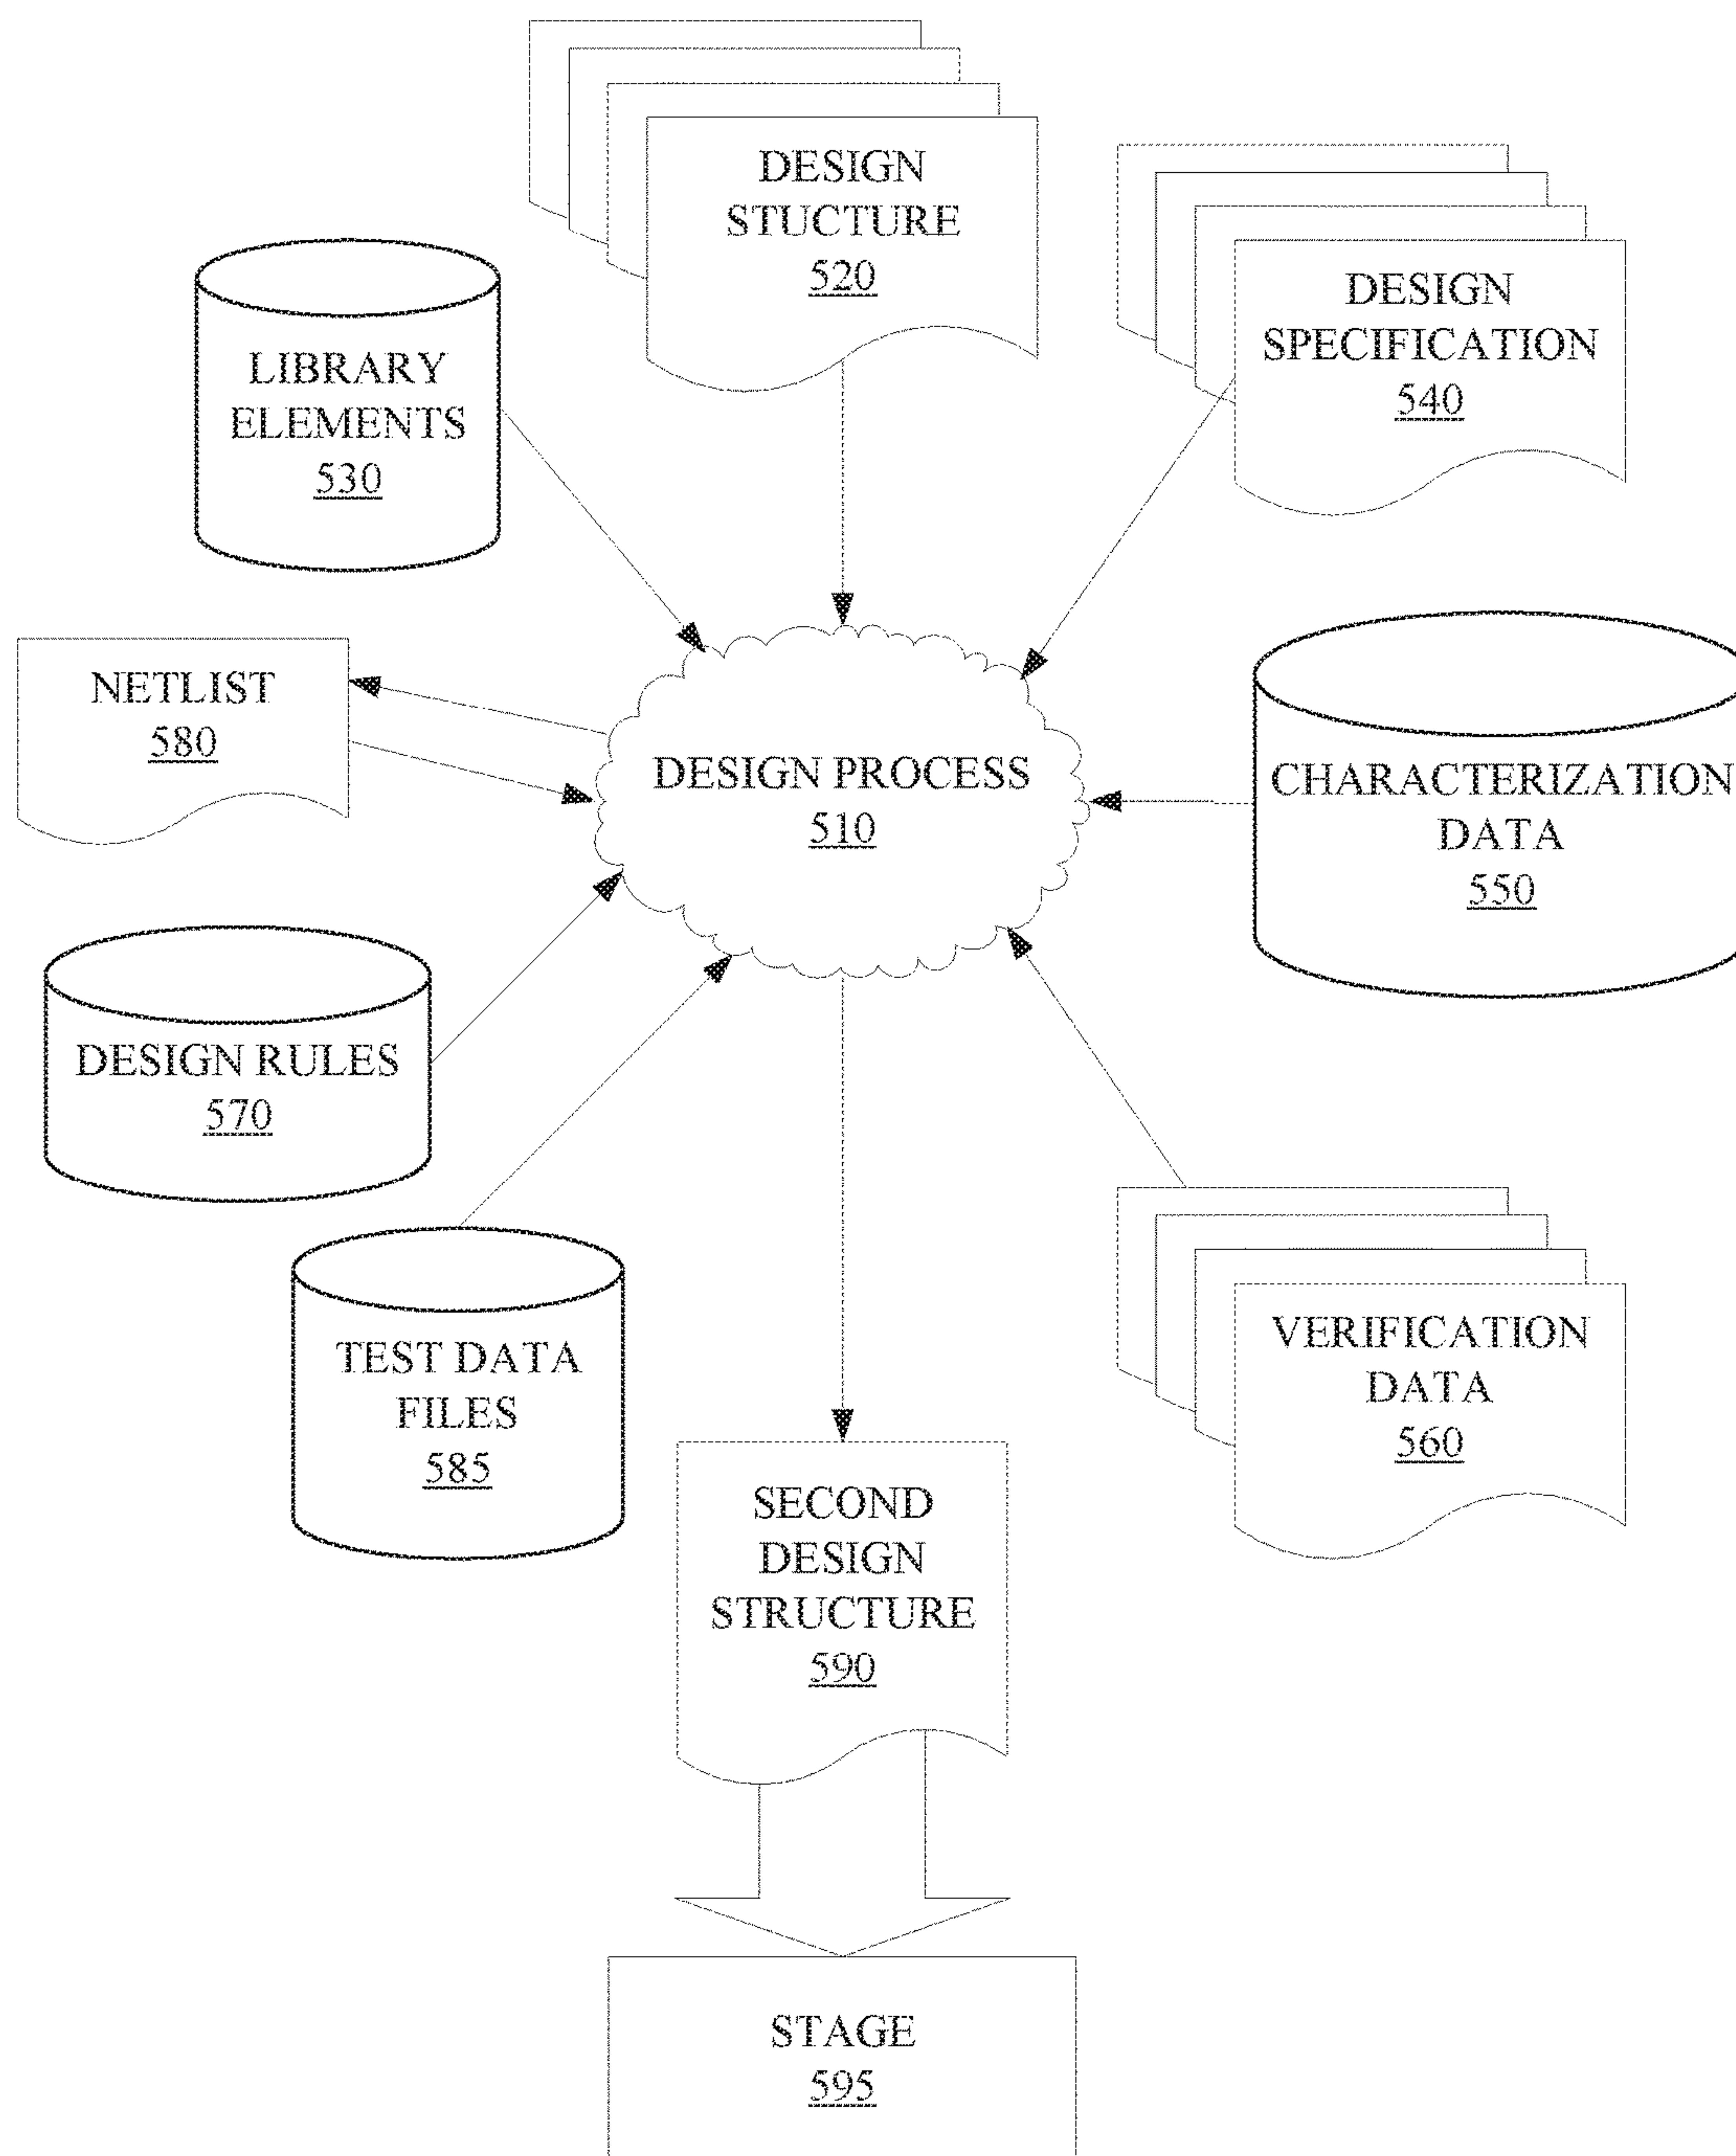 DESIGN
STUCTURE
520
DESIGN
SPECIFICATION
540
LIBRARY
ELEMENTS
530
NETLIST
580
DESIGN PROCESS
510
CHARACTERIZATION
DATA
550
DESIGN RULES
570
TEST DATA
FILES
585
VERIFICATION
DATA
560
SECOND
DESIGN
STRUCTURE
590
STAGE
595